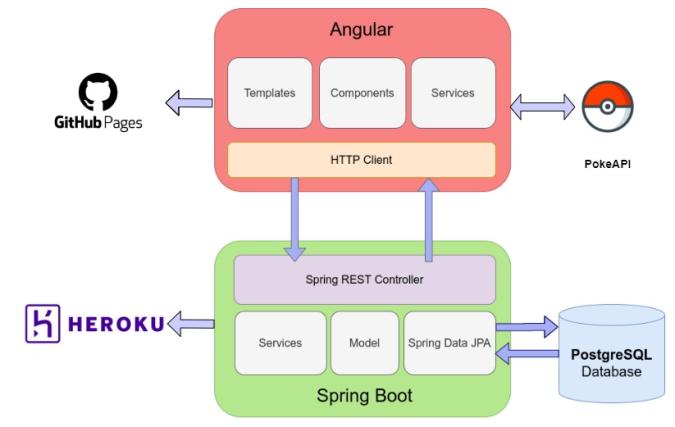 Angular
Templates
Components
Services
GitHub Pages
PokeAPI
HTTP Client
Spring REST Controller
HEROKU
Services
Model
Spring Data JPA
PostgreSQL
Database
Spring Boot